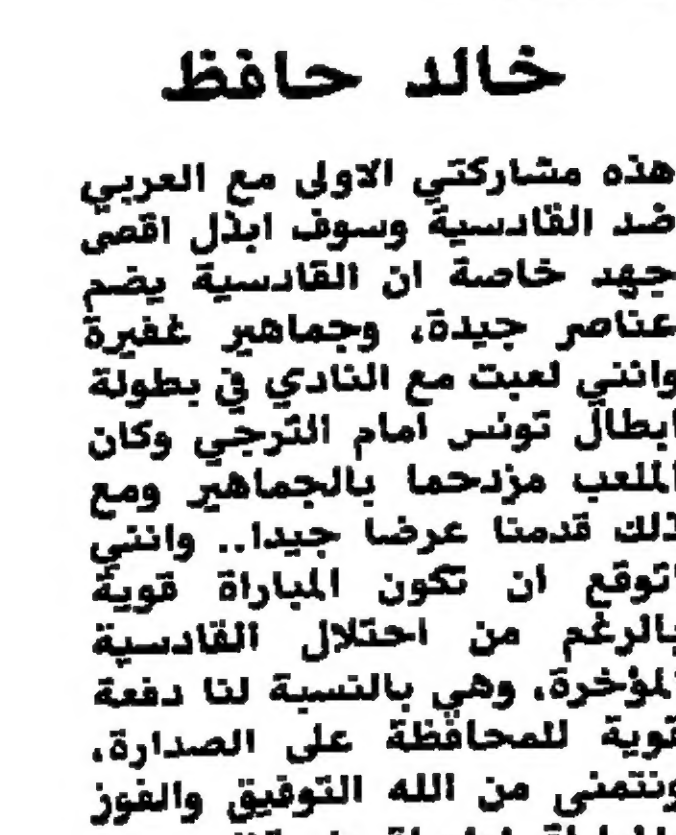 خالد حافظ
هذه مشاركتي الاولى مع العربي
ضد القادسية وسوف ابذل اقصى
جهد خاصة ان القادسية يضم
عناصر جيدة، وجماهير غفيرة
وانني لعبت مع النادي في بطولة
ابطال تونس امام الترجي وكان
الملعب مزدحما بالجماهير ومع
ذلك قدمنا عرضا جيدا.. وانني
اتوقع ان تكون المباراة قوية
بالرغم من احتلال القادسية
المؤخرة، وهي بالنسبة لنا دفعة
قوية للمحافظة على الصدارة،
ونتمنى من الله التوفيق والفوز